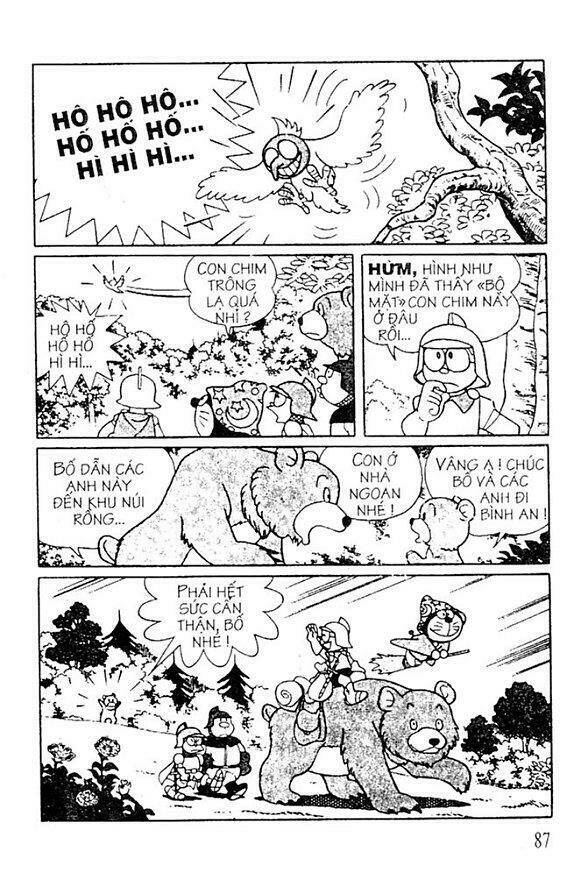 HÔ HÔ HÔ...
HỐ HỐ HỐ...
HÌ HÌ HÌ...
CON CHIM
TRÔNG
LẠ QUÁ
NHỈ ?
HÔ HỐ
HỐ HỐ
HÌ HÌ...
HỪM, HÌNH NHƯ
MÌNH ĐÃ THẤY «BỘ
MẶT» CON CHIM NÀY
Ở ĐÂU
RỒI...
BỐ DẪN CÁC
ANH NÀY
ĐẾN KHU NÚI
RỒNG...
CON Ở
NHÀ
NGOAN
NHÉ !
VÂNG Ạ ! CHÚC
BỐ VÀ CÁC
ANH ĐI
BÌNH AN !
PHẢI HẾT
SỨC CẨN
THẬN, BỐ
NHÉ !
87